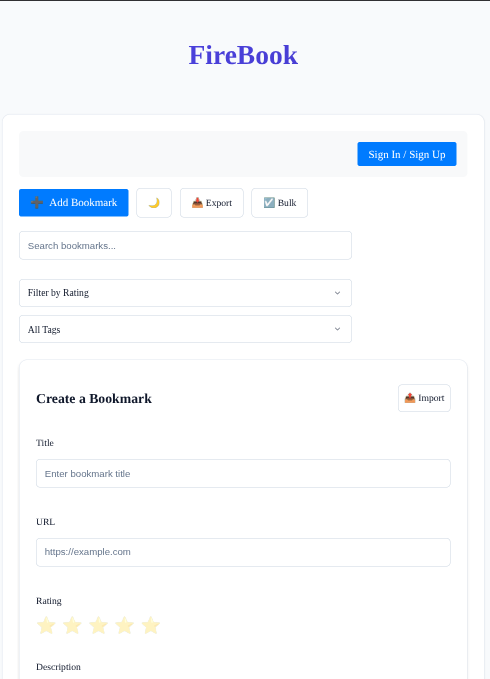 FireBook
Sign In / Sign Up
➕ Add Bookmark 🌙 📥 Export ☑️ Bulk
Search bookmarks...
Filter by Rating
All Tags
Create a Bookmark 📤 Import
Title
Enter bookmark title
URL
https://example.com
Rating
⭐ ⭐ ⭐ ⭐ ⭐
Description